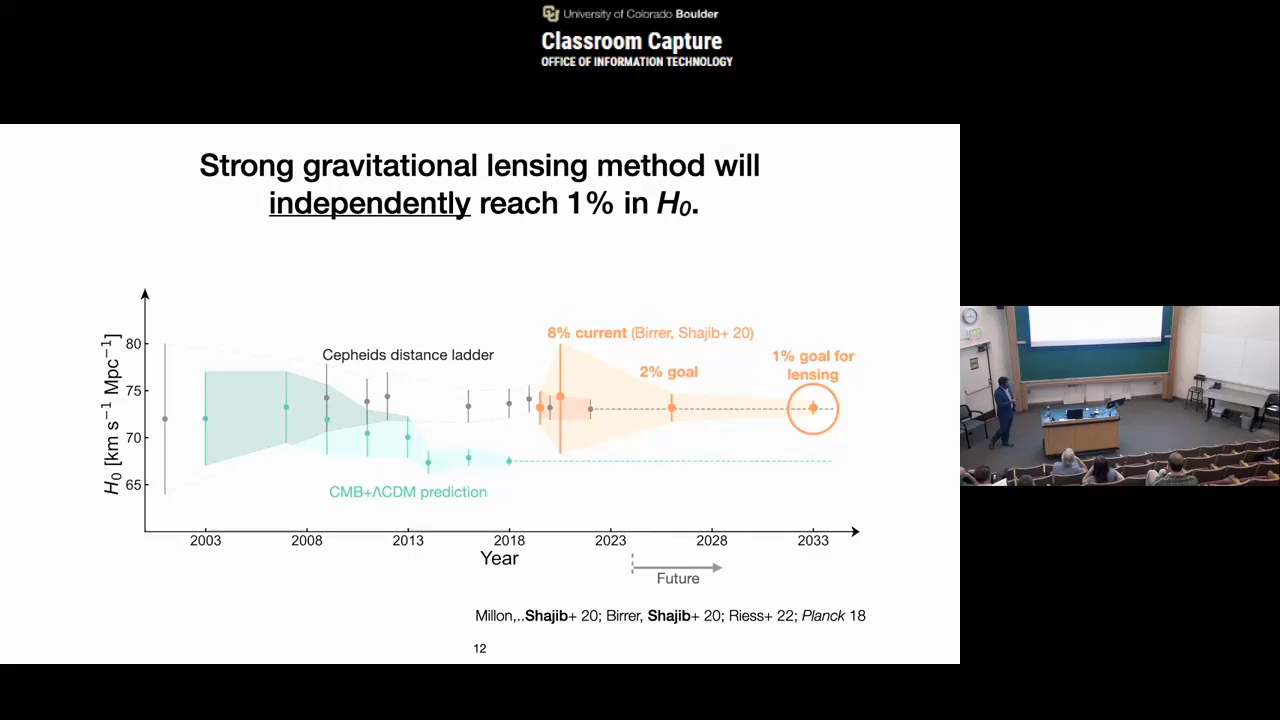 University of Colorado Boulder
Classroom Capture
OFFICE OF INFORMATION TECHNOLOGY
Strong gravitational lensing method will
independently reach 1% in H₀.
8% current (Birrer, Shajib+ 20)
Cepheids distance ladder
1% goal for
lensing
2% goal
80
75
70
65
H₀ [km s⁻¹ Mpc⁻¹]
CMB+ΛCDM prediction
2003 2008 2013 2018 2023 2028 2033
Year
Future
Millon,..Shajib+ 20; Birrer, Shajib+ 20; Riess+ 22; Planck 18
12